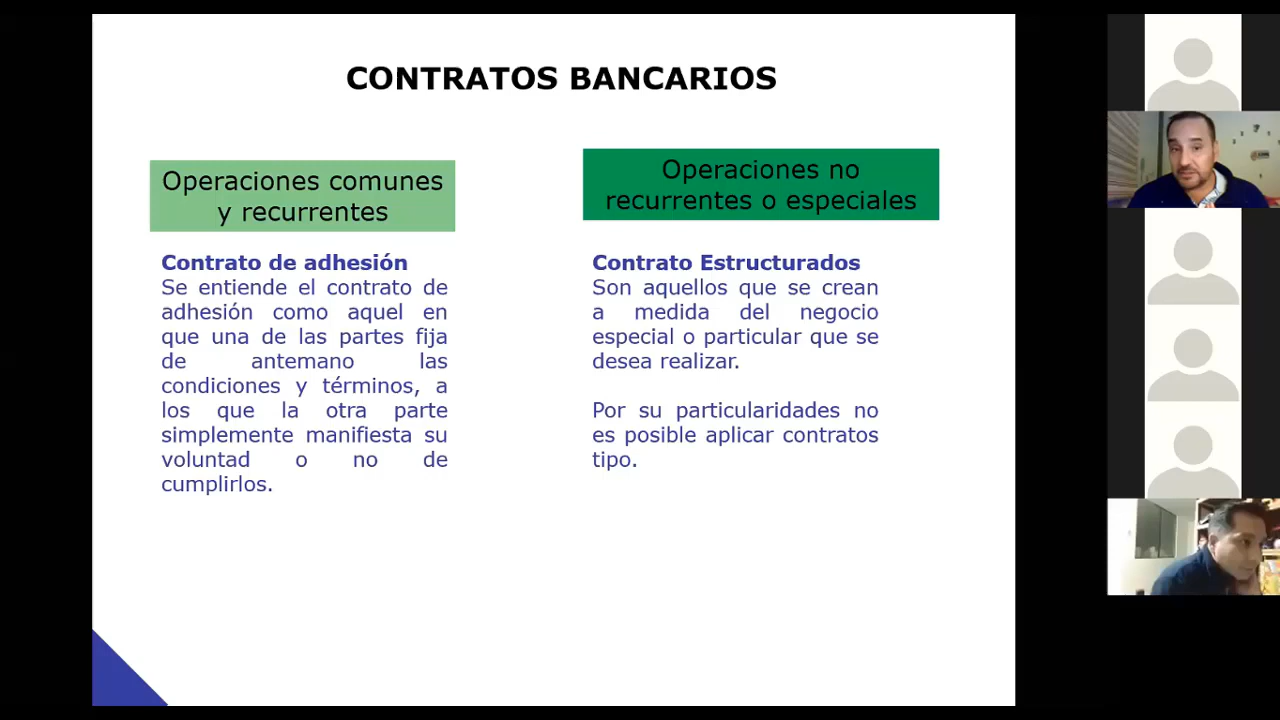 CONTRATOS BANCARIOS
Operaciones comunes
y recurrentes
Contrato de adhesión
Se entiende el contrato de
adhesión como aquel en
que una de las partes fija
de antemano las
condiciones y términos, a
los que la otra parte
simplemente manifiesta su
voluntad o no de
cumplirlos.
Operaciones no
recurrentes o especiales
Contrato Estructurados
Son aquellos que se crean
a medida del negocio
especial o particular que se
desea realizar.
Por su particularidades no
es posible aplicar contratos
tipo.